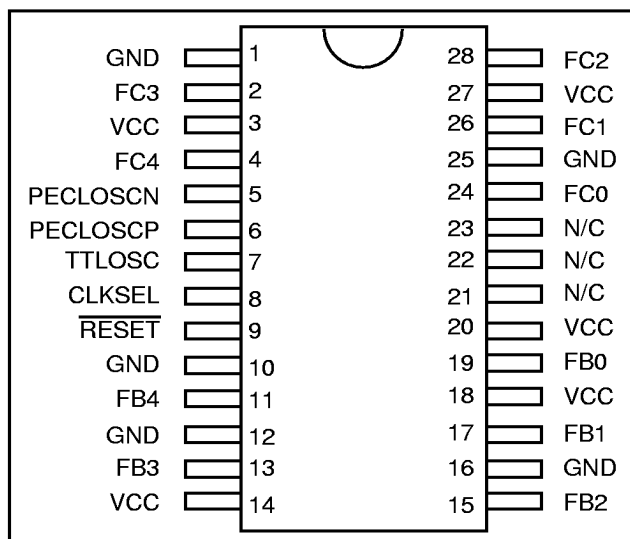 GND 1 28 FC2
FC3 2 27 VCC
VCC 3 26 FC1
FC4 4 25 GND
PECLOSCN 5 24 FC0
PECLOSCP 6 23 N/C
TTLOSC 7 22 N/C
CLKSEL 8 21 N/C
R̅E̅S̅E̅T̅ 9 20 VCC
GND 10 19 FB0
FB4 11 18 VCC
GND 12 17 FB1
FB3 13 16 GND
VCC 14 15 FB2